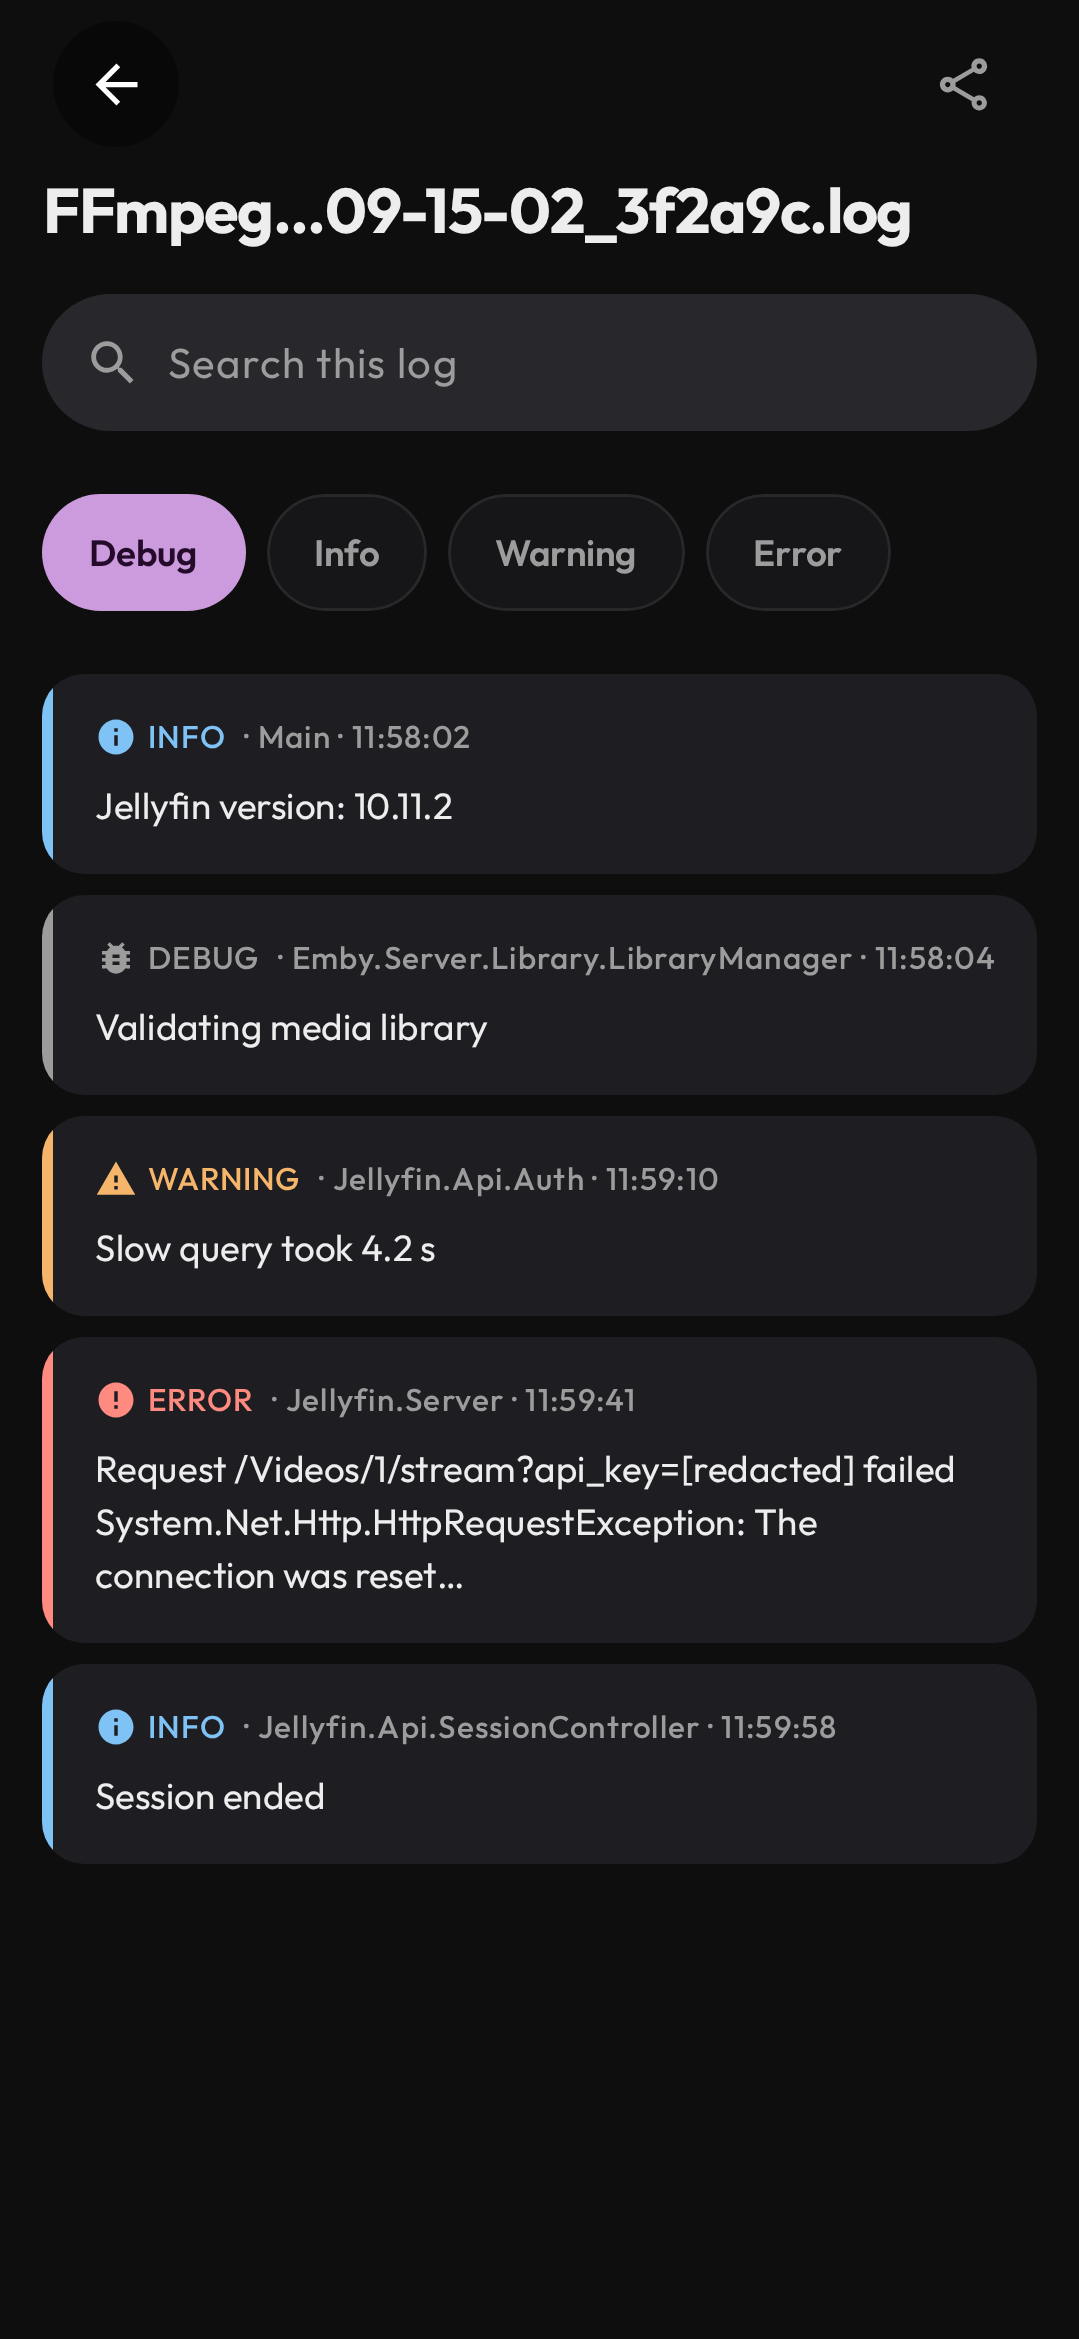 FFmpeg...09-15-02_3f2a9c.log
Search this log
Debug
Info
Warning
Error
INFO · Main · 11:58:02
Jellyfin version: 10.11.2
DEBUG · Emby.Server.Library.LibraryManager · 11:58:04
Validating media library
WARNING · Jellyfin.Api.Auth · 11:59:10
Slow query took 4.2 s
ERROR · Jellyfin.Server · 11:59:41
Request /Videos/1/stream?api_key=[redacted] failed
System.Net.Http.HttpRequestException: The
connection was reset...
INFO · Jellyfin.Api.SessionController · 11:59:58
Session ended